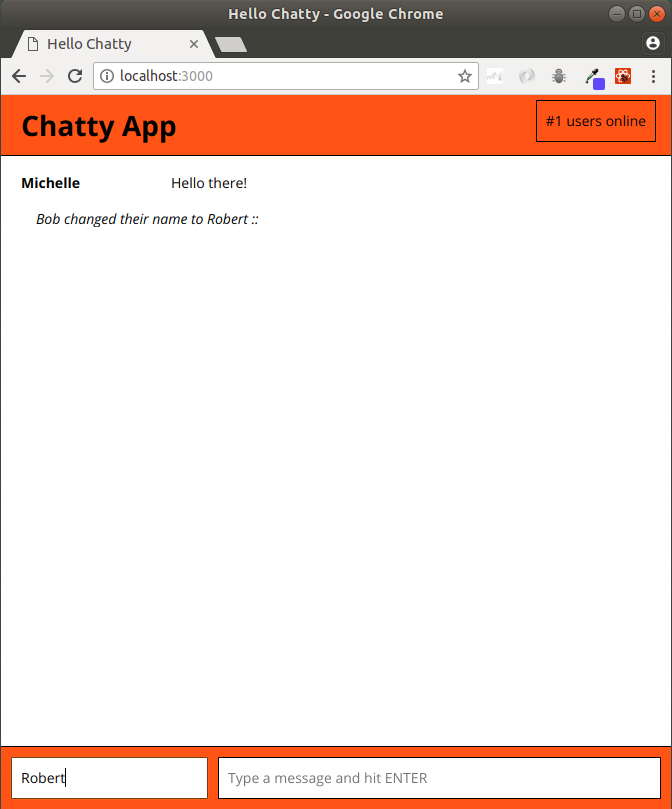 Hello Chatty - Google Chrome
Hello Chatty
localhost:3000
Chatty App
#1 users online
Michelle Hello there!
Bob changed their name to Robert ::
Robert
Type a message and hit ENTER